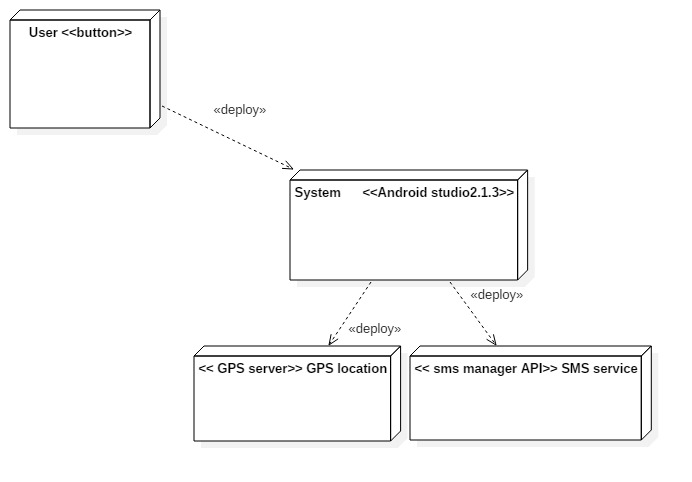 User <<button>>
«deploy»
System <<Android studio2.1.3>>
«deploy»
«deploy»
<< GPS server>> GPS location
<< sms manager API>> SMS service